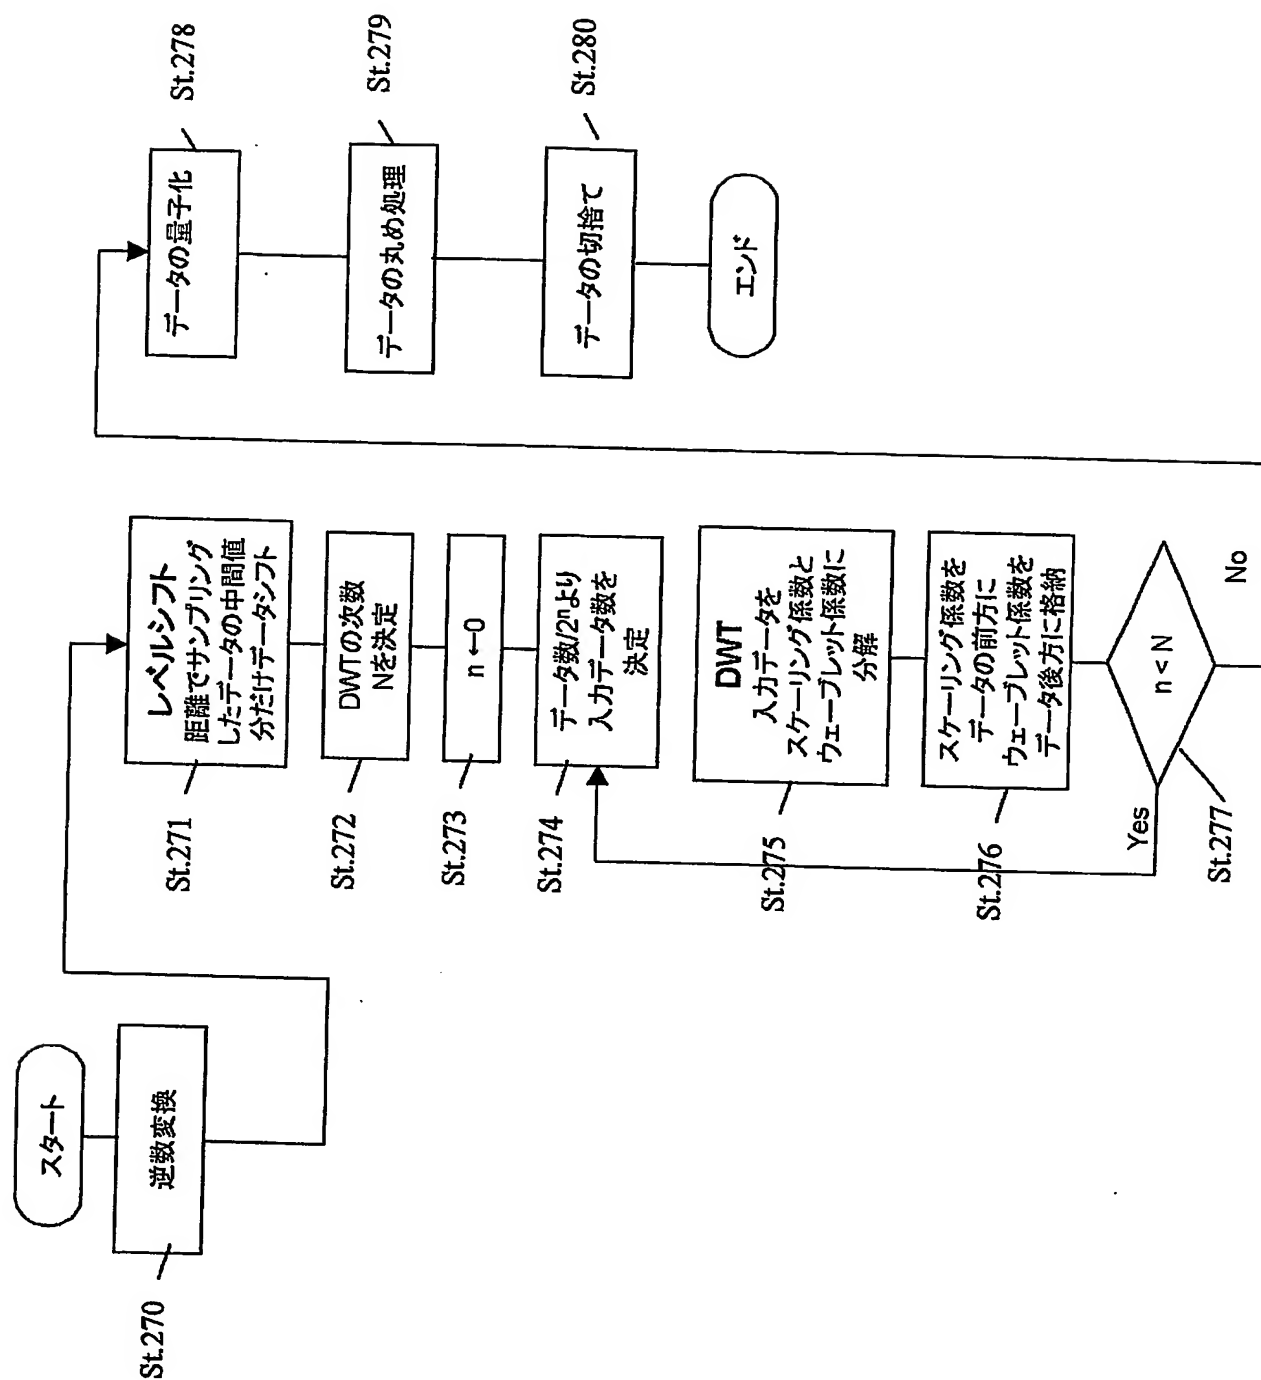 スタート
St.270
逆数変換
St.271
レベルシフト
距離でサンプリング
したデータの中間値
分だけデータシフト
St.272
DWTの次数
Nを決定
St.273
n ← 0
St.274
データ数/2ⁿより
入力データ数を
決定
St.275
DWT
入力データを
スケーリング係数と
ウェーブレット係数に
分解
St.276
スケーリング係数を
データの前方に
ウェーブレット係数を
データ後方に格納
Yes
n < N
No
St.277
データの量子化
St.278
データの丸め処理
St.279
データの切捨て
St.280
エンド